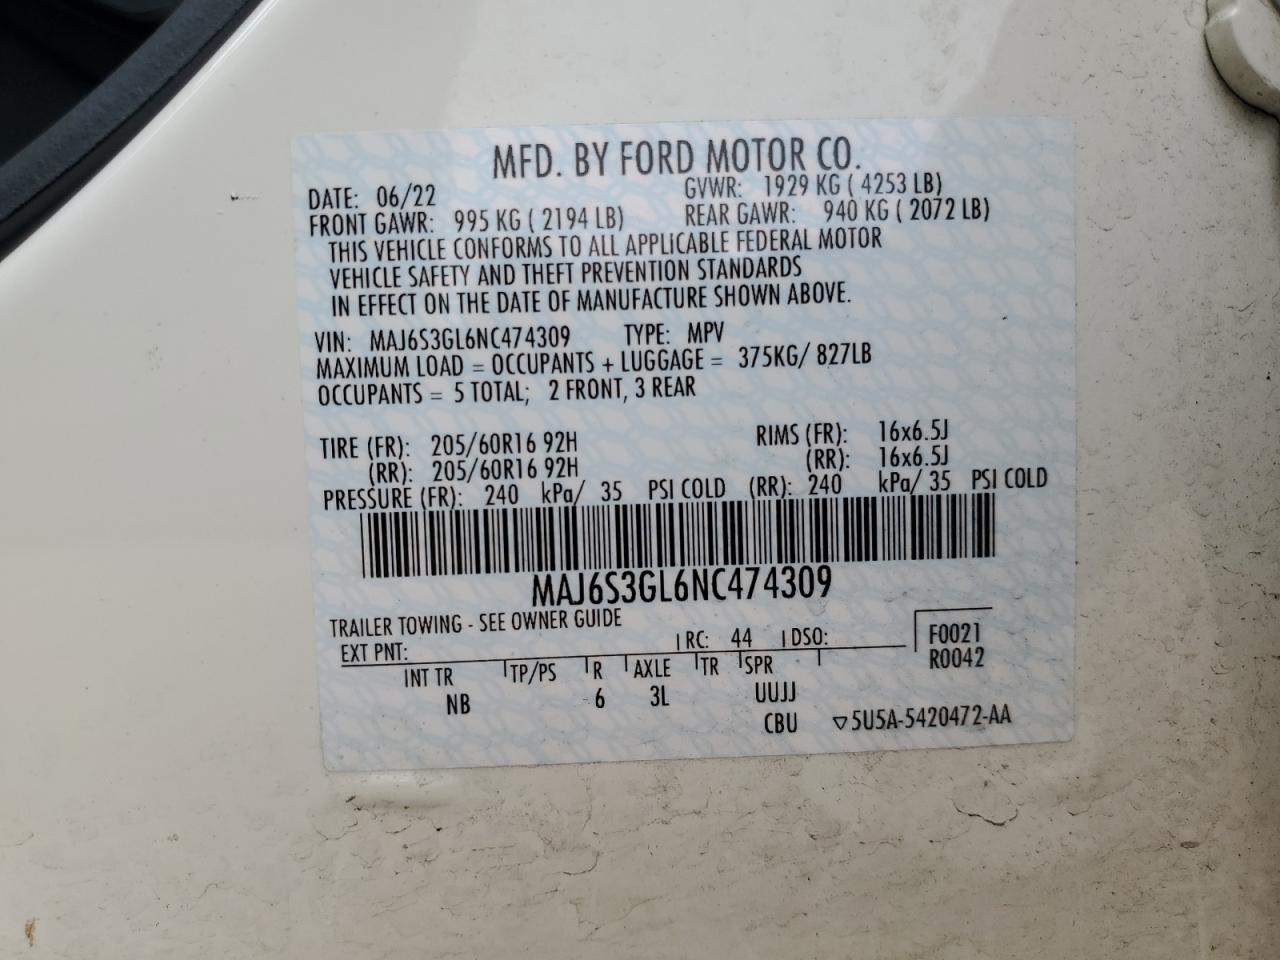 MFD. BY FORD MOTOR CO.
DATE: 06/22 GVWR: 1929 KG ( 4253 LB)
FRONT GAWR: 995 KG ( 2194 LB) REAR GAWR: 940 KG ( 2072 LB)
THIS VEHICLE CONFORMS TO ALL APPLICABLE FEDERAL MOTOR
VEHICLE SAFETY AND THEFT PREVENTION STANDARDS
IN EFFECT ON THE DATE OF MANUFACTURE SHOWN ABOVE.
VIN: MAJ6S3GL6NC474309 TYPE: MPV
MAXIMUM LOAD = OCCUPANTS + LUGGAGE = 375KG/ 827LB
OCCUPANTS = 5 TOTAL; 2 FRONT, 3 REAR
TIRE (FR): 205/60R16 92H RIMS (FR): 16x6.5J
(RR): 205/60R16 92H (RR): 16x6.5J
PRESSURE (FR): 240 kPa/ 35 PSI COLD (RR): 240 kPa/ 35 PSI COLD
MAJ6S3GL6NC474309
TRAILER TOWING - SEE OWNER GUIDE
EXT PNT: RC: 44 DSO: F0021
R0042
INT TR TP/PS R AXLE TR SPR
NB 6 3L UUJJ
CBU 5U5A-5420472-AA